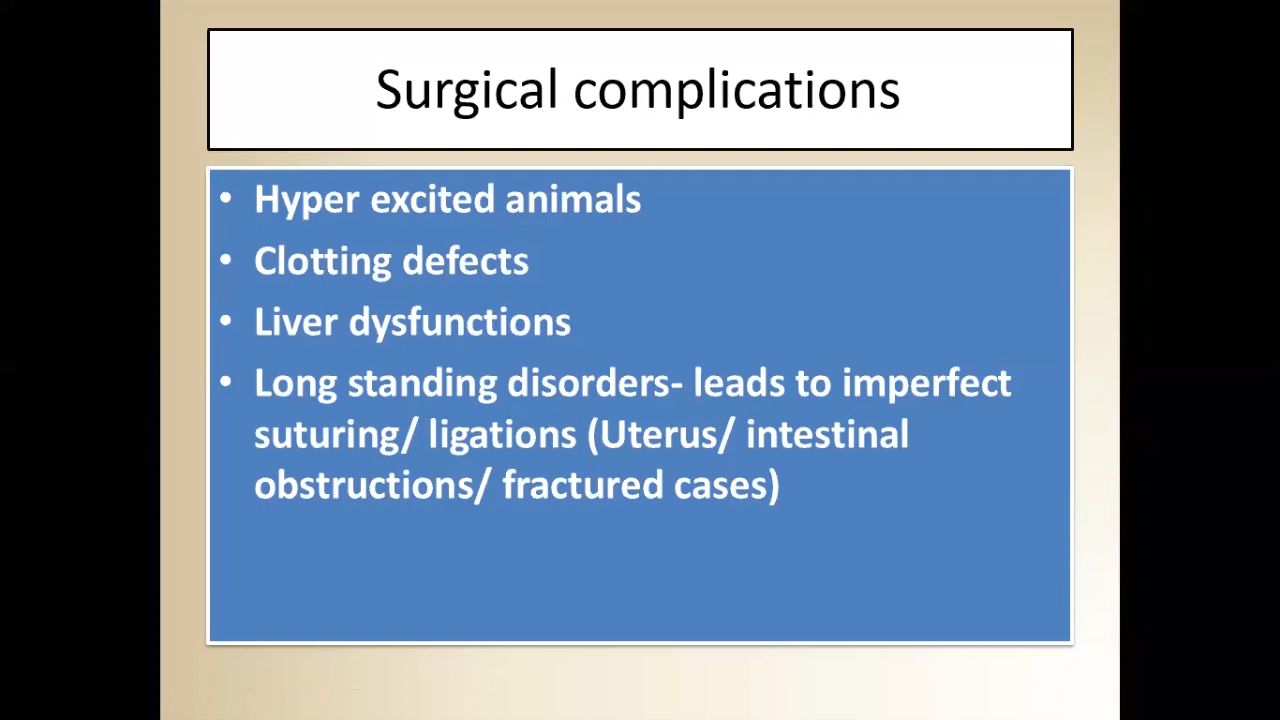 Surgical complications
• Hyper excited animals
• Clotting defects
• Liver dysfunctions
• Long standing disorders- leads to imperfect
suturing/ ligations (Uterus/ intestinal
obstructions/ fractured cases)